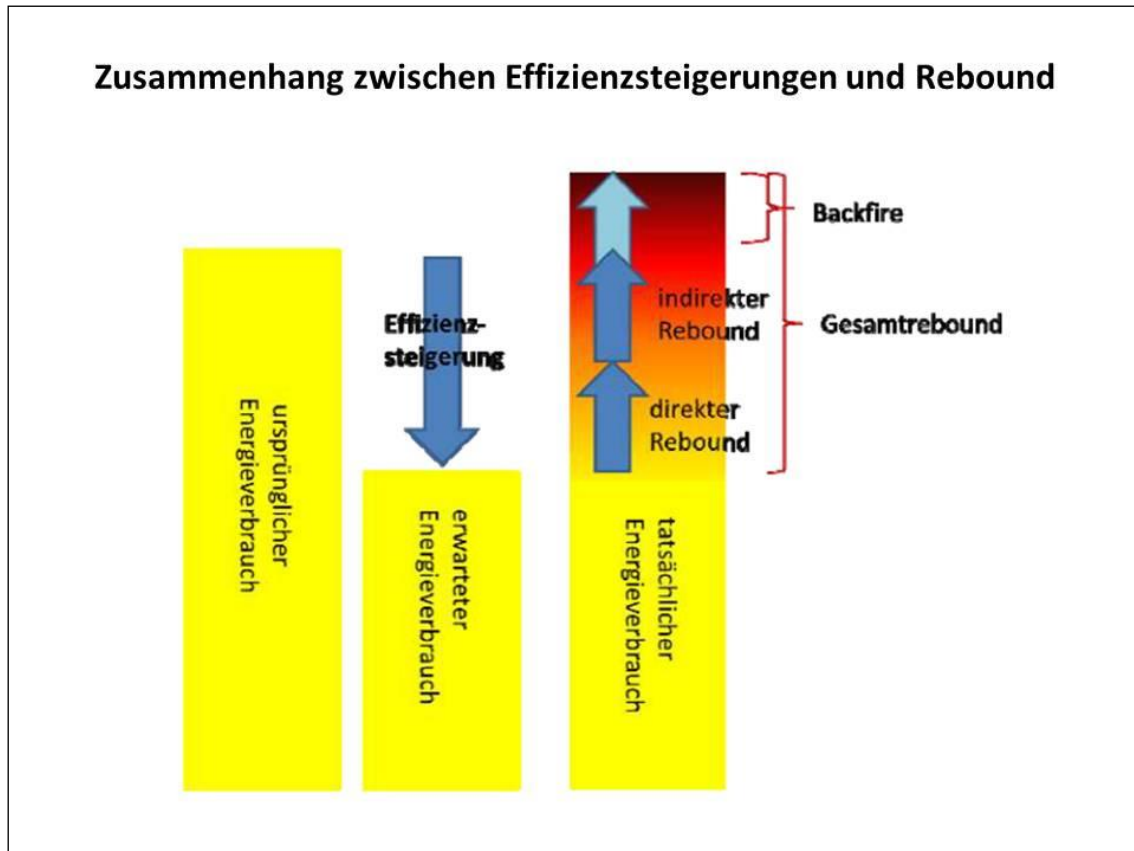 Zusammenhang zwischen Effizienzsteigerungen und Rebound
ursprünglicher
Energieverbrauch
Effizienz-
steigerung
erwarteter
Energieverbrauch
indirekter
Rebound
direkter
Rebound
tatsächlicher
Energieverbrauch
Backfire
Gesamtrebound